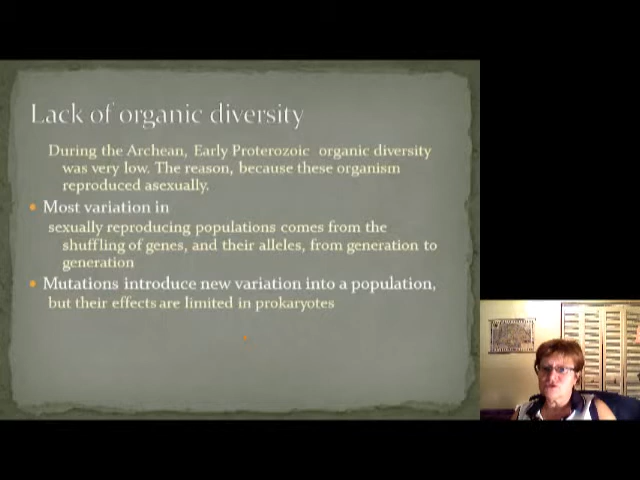 Lack of organic diversity
During the Archean, Early Proterozoic organic diversity
was very low. The reason, because these organism
reproduced asexually.
Most variation in
sexually reproducing populations comes from the
shuffling of genes, and their alleles, from generation to
generation
Mutations introduce new variation into a population,
but their effects are limited in prokaryotes